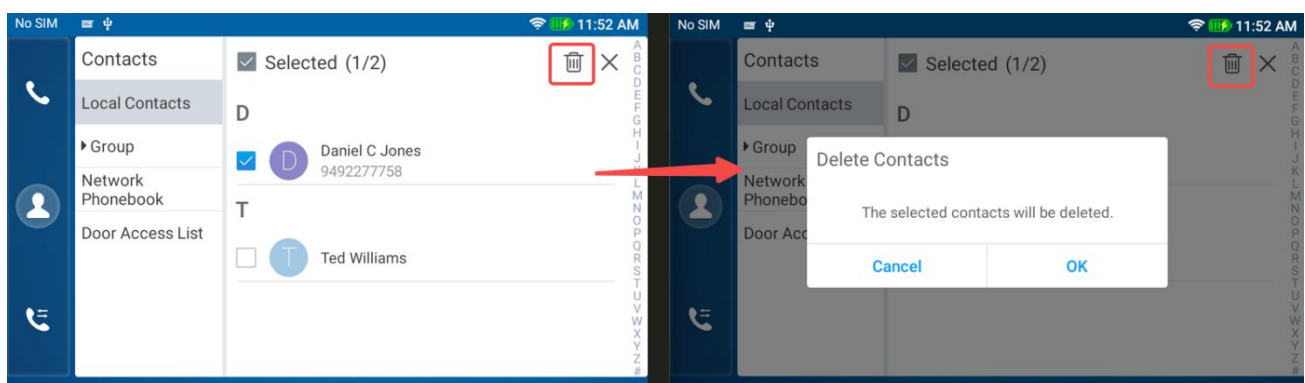 No SIM
11:52 AM
Contacts
Local Contacts
Group
Network
Phonebook
Door Access List
Selected (1/2)
D
D
Daniel C Jones
9492277758
T
T
Ted Williams
A
B
C
D
E
F
G
H
I
J
K
L
M
N
O
P
Q
R
S
T
U
V
W
X
Y
Z
#
No SIM
11:52 AM
Contacts
Local Contacts
Group
Network
Phonebo
Door Acc
Selected (1/2)
D
Delete Contacts
The selected contacts will be deleted.
Cancel
OK
A
B
C
D
E
F
G
H
I
J
K
L
M
N
O
P
Q
R
S
T
U
V
W
X
Y
Z
#